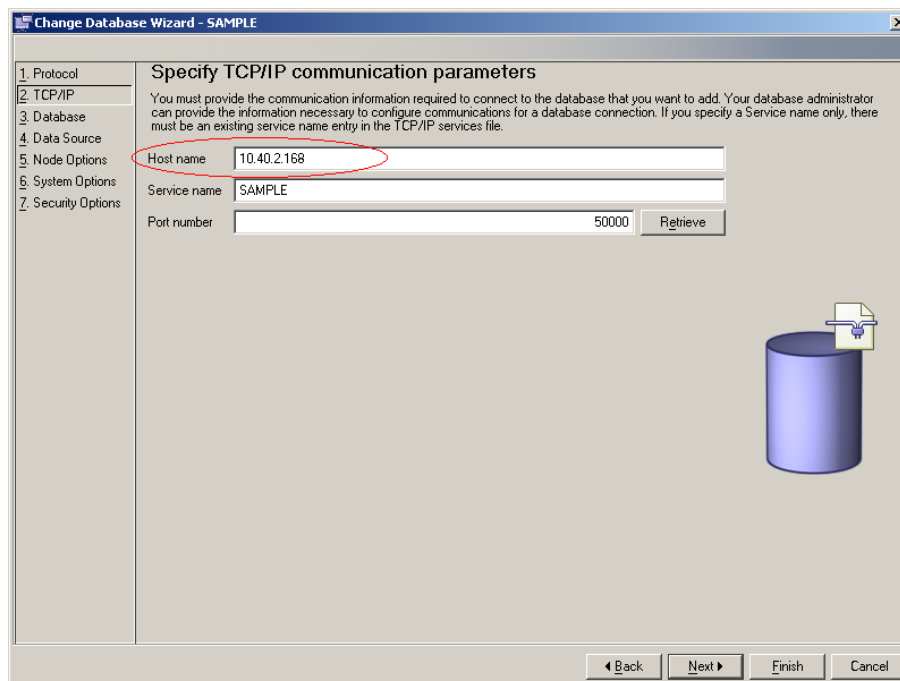 Change Database Wizard - SAMPLE
1. Protocol
2. TCP/IP
3. Database
4. Data Source
5. Node Options
6. System Options
7. Security Options
Specify TCP/IP communication parameters
You must provide the communication information required to connect to the database that you want to add. Your database administrator
can provide the information necessary to configure communications for a database connection. If you specify a Service name only, there
must be an existing service name entry in the TCP/IP services file.
Host name 10.40.2.168
Service name SAMPLE
Port number 50000 Retrieve
Back Next Finish Cancel